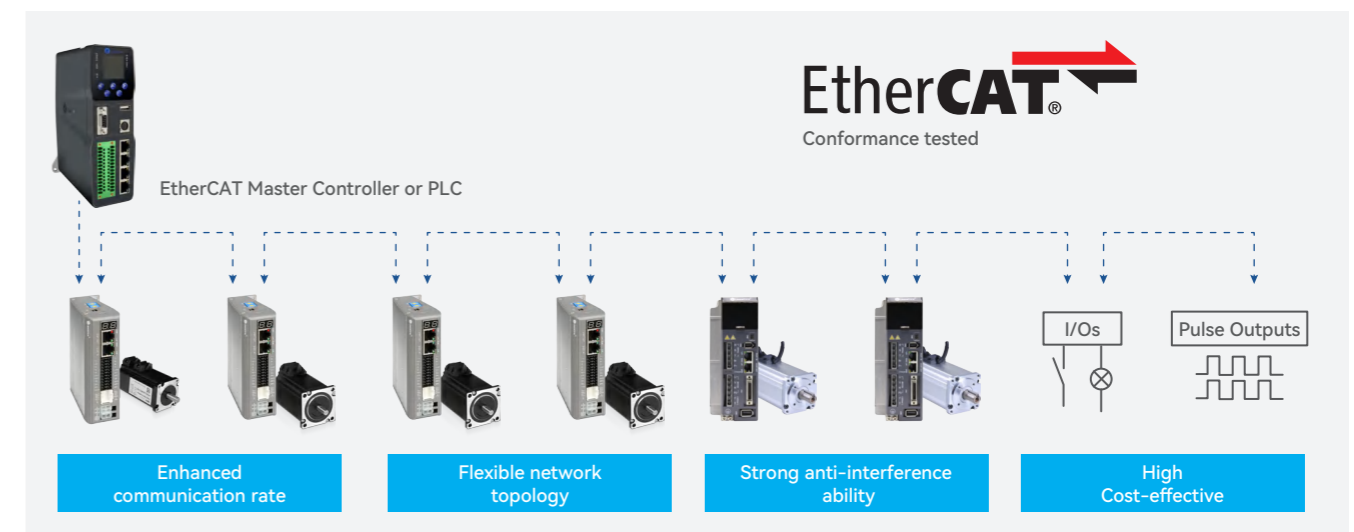 EtherCAT®
Conformance tested
EtherCAT Master Controller or PLC
I/Os
Pulse Outputs
Enhanced
communication rate
Flexible network
topology
Strong anti-interference
ability
High
Cost-effective